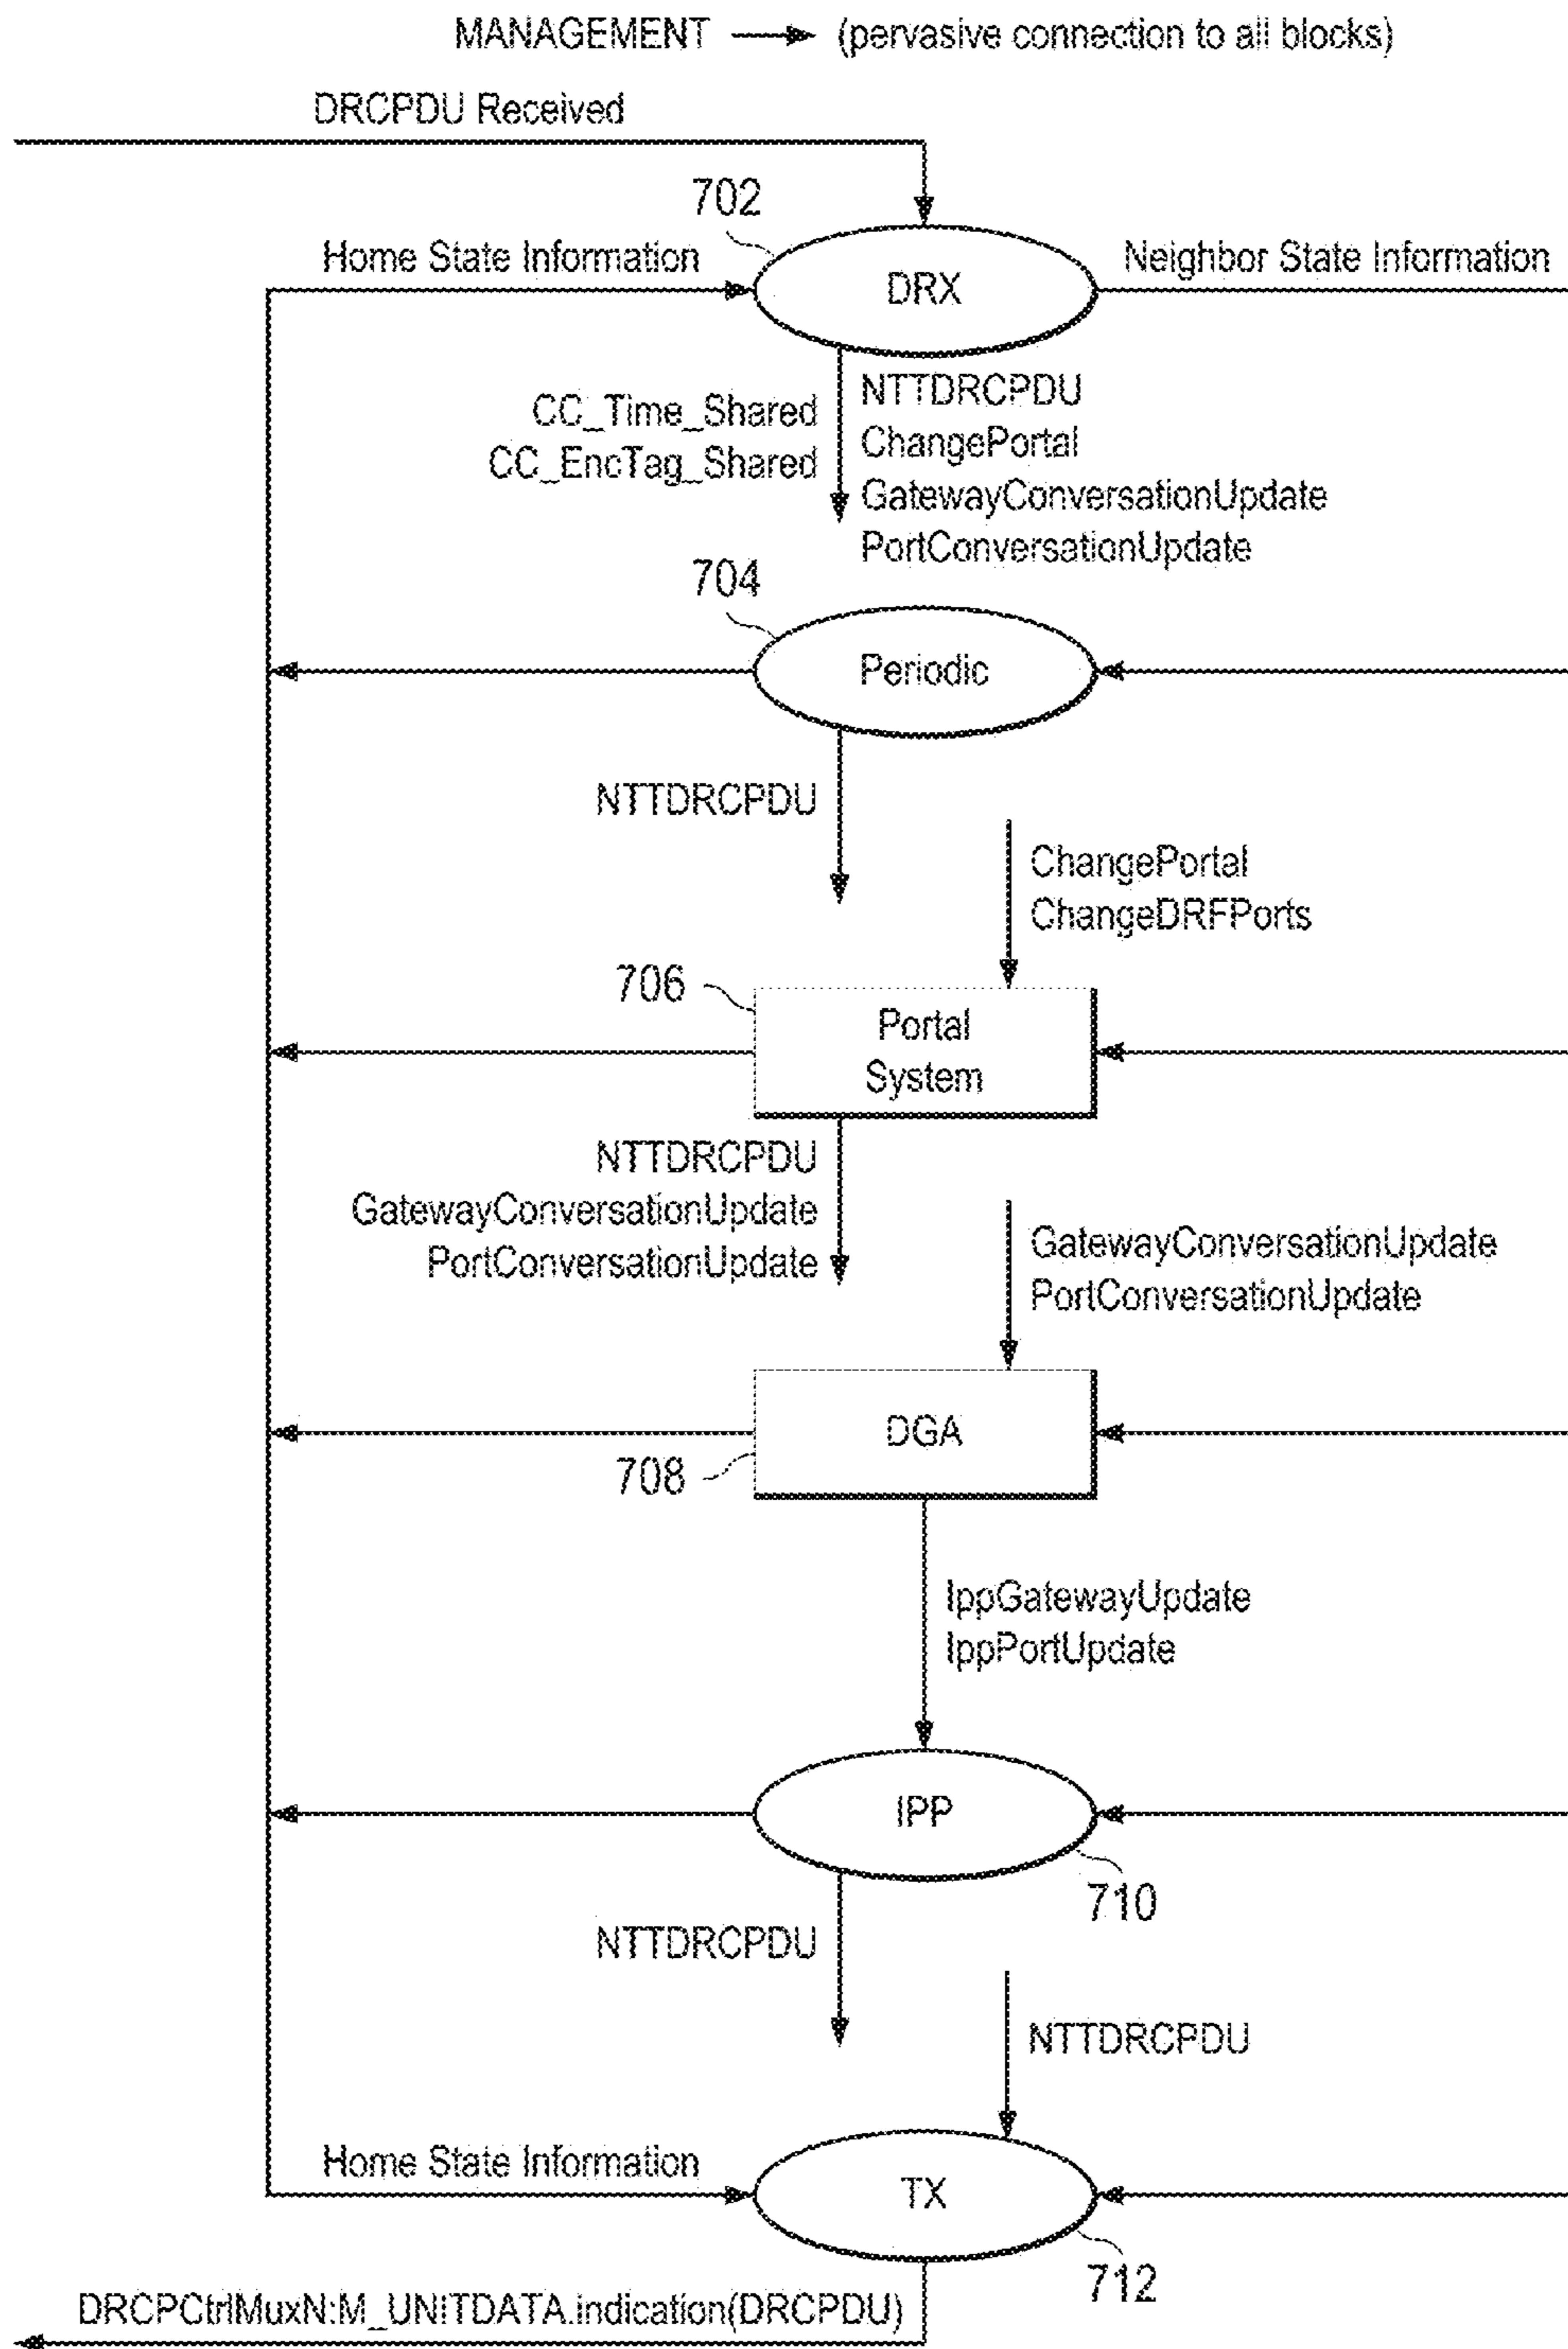 MANAGEMENT (pervasive connection to all blocks)
DRCPDU Received
702
Home State Information
DRX
Neighbor State Information
CC_Time_Shared
CC_EncTag_Shared
NTTDRCPDU
ChangePortal
GatewayConversationUpdate
PortConversationUpdate
704
Periodic
NTTDRCPDU
ChangePortal
ChangeDRFPorts
706
Portal
System
NTTDRCPDU
GatewayConversationUpdate
PortConversationUpdate
GatewayConversationUpdate
PortConversationUpdate
DGA
708
IppGatewayUpdate
IppPortUpdate
IPP
710
NTTDRCPDU
NTTDRCPDU
Home State Information
TX
712
DRCPCtrlMuxN:M_UNITDATA.indication(DRCPDU)